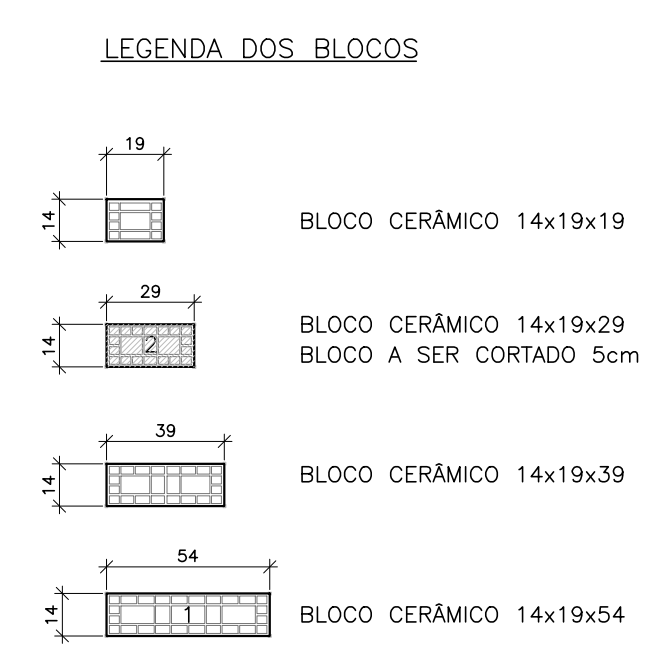 LEGENDA DOS BLOCOS
19
14
BLOCO CERÂMICO 14x19x19
29
14
2
BLOCO CERÂMICO 14x19x29
BLOCO A SER CORTADO 5cm
39
14
BLOCO CERÂMICO 14x19x39
54
14
1
BLOCO CERÂMICO 14x19x54